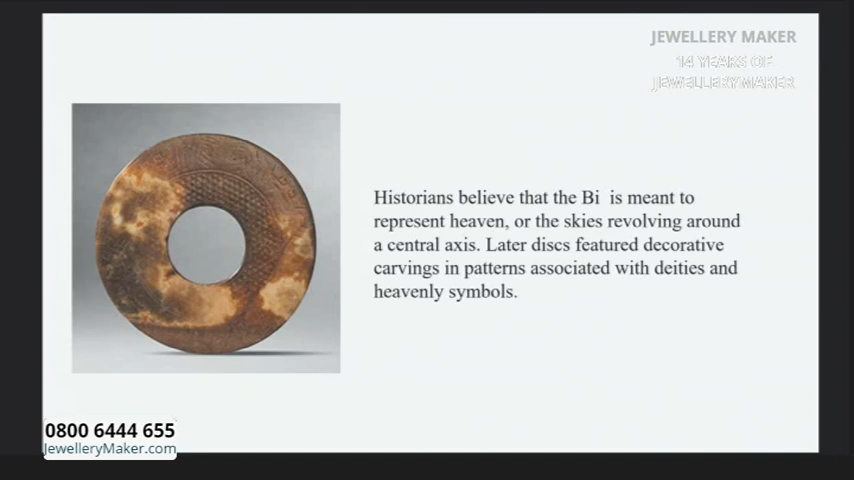 JEWELLERY MAKER
14 YEARS OF
JEWELLERYMAKER
Historians believe that the Bi is meant to
represent heaven, or the skies revolving around
a central axis. Later discs featured decorative
carvings in patterns associated with deities and
heavenly symbols.
0800 6444 655
JewelleryMaker.com